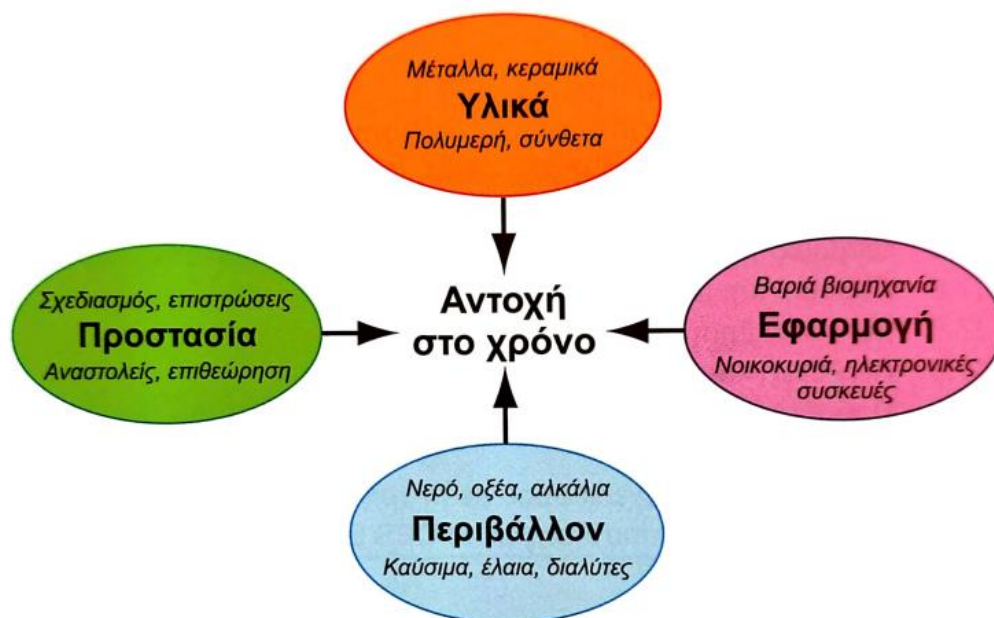 Μέταλλα, κεραμικά
Υλικά
Πολυμερή, σύνθετα
Σχεδιασμός, επιστρώσεις
Προστασία
Αναστολείς, επιθεώρηση
Αντοχή
στο χρόνο
Βαριά βιομηχανία
Εφαρμογή
Νοικοκυριά, ηλεκτρονικές
συσκευές
Νερό, οξέα, αλκάλια
Περιβάλλον
Καύσιμα, έλαια, διαλύτες